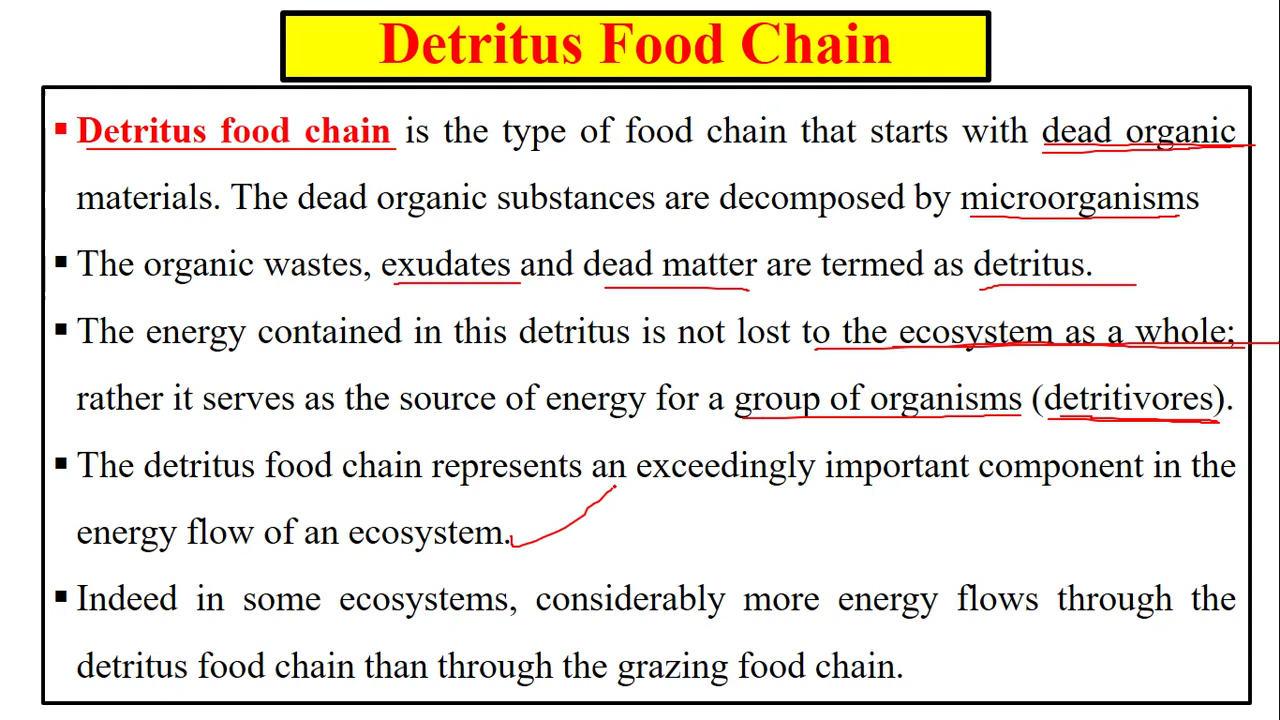 Detritus Food Chain
▪ Detritus food chain is the type of food chain that starts with dead organic
materials. The dead organic substances are decomposed by microorganisms
▪ The organic wastes, exudates and dead matter are termed as detritus.
▪ The energy contained in this detritus is not lost to the ecosystem as a whole;
rather it serves as the source of energy for a group of organisms (detritivores).
▪ The detritus food chain represents an exceedingly important component in the
energy flow of an ecosystem.
▪ Indeed in some ecosystems, considerably more energy flows through the
detritus food chain than through the grazing food chain.